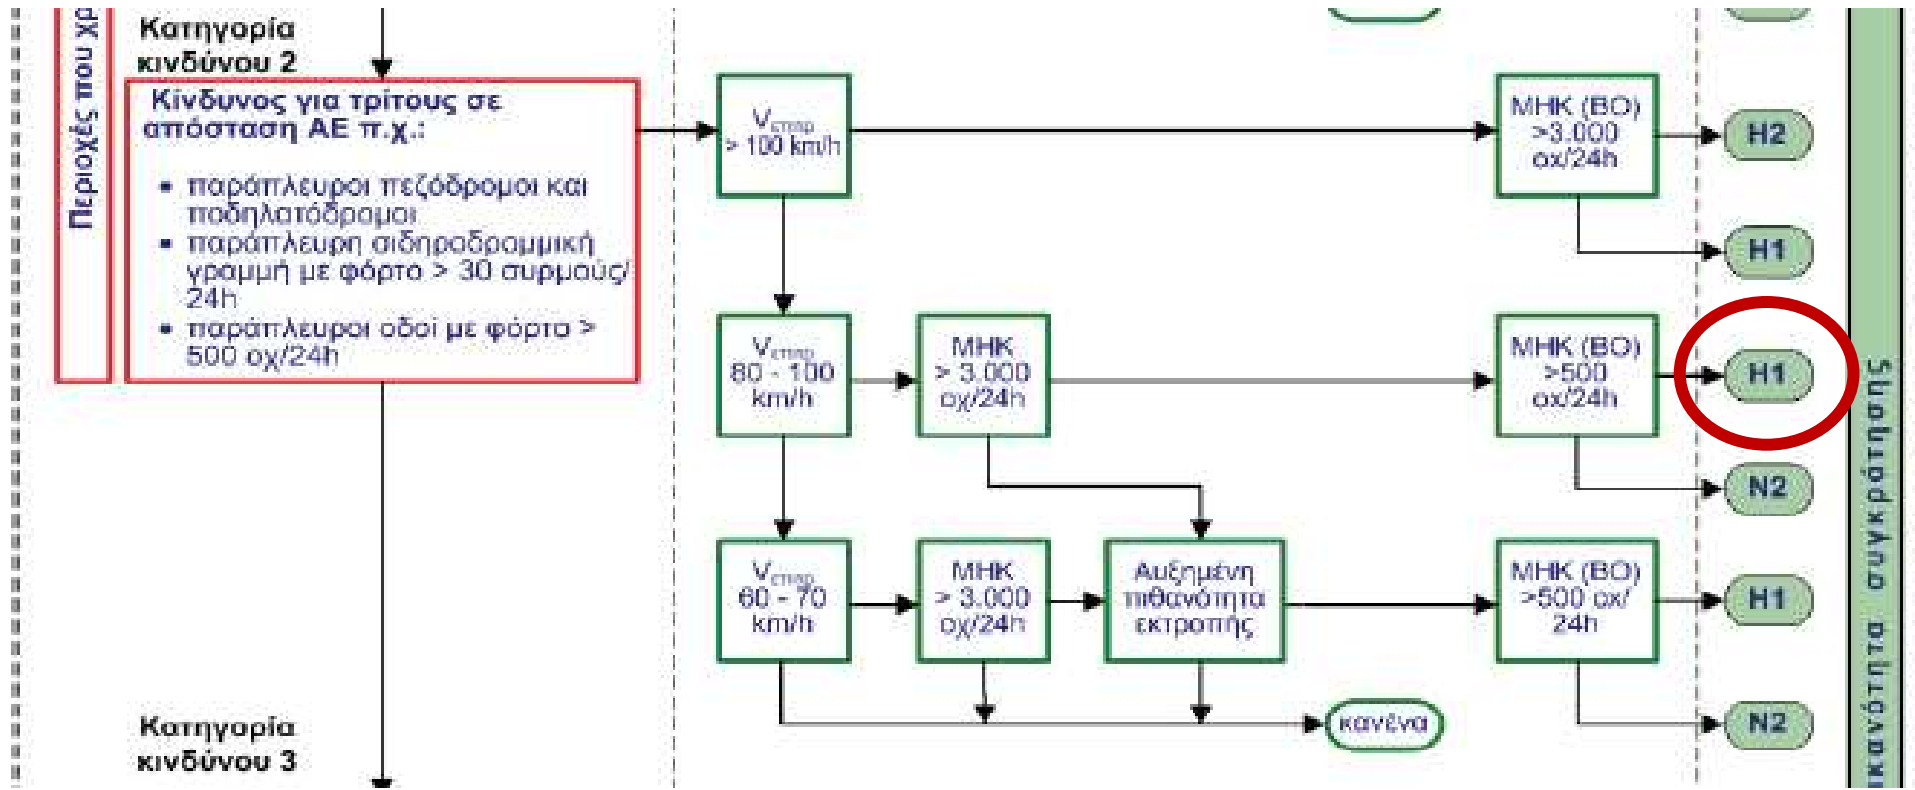 Περιοχές που χρ
Κατηγορία
κινδύνου 2
Κίνδυνος για τρίτους σε
απόσταση ΑΕ π.χ.:
• παράπλευροι πεζόδρομοι και
ποδηλατόδρομοι
• παράπλευρη σιδηροδρομμική
γραμμή με φόρτο > 30 συρμούς/
24h
• παράπλευροι οδοί με φόρτο >
500 οχ/24h
Vεπιτρ
> 100 km/h
ΜΗΚ (ΒΟ)
>3.000
οx/24h
H2
H1
Vεπιτρ
80 - 100
km/h
ΜΗΚ
> 3.000
οχ/24h
ΜΗΚ (ΒΟ)
>500
οx/24h
H1
N2
Vεπιτρ
60 - 70
km/h
ΜΗΚ
> 3.000
οχ/24h
Αυξημένη
πιθανότητα
εκτροπής
ΜΗΚ (ΒΟ)
>500 οx/
24h
H1
N2
κανένα
Κατηγορία
κινδύνου 3
ικανότητα συγκράτησης